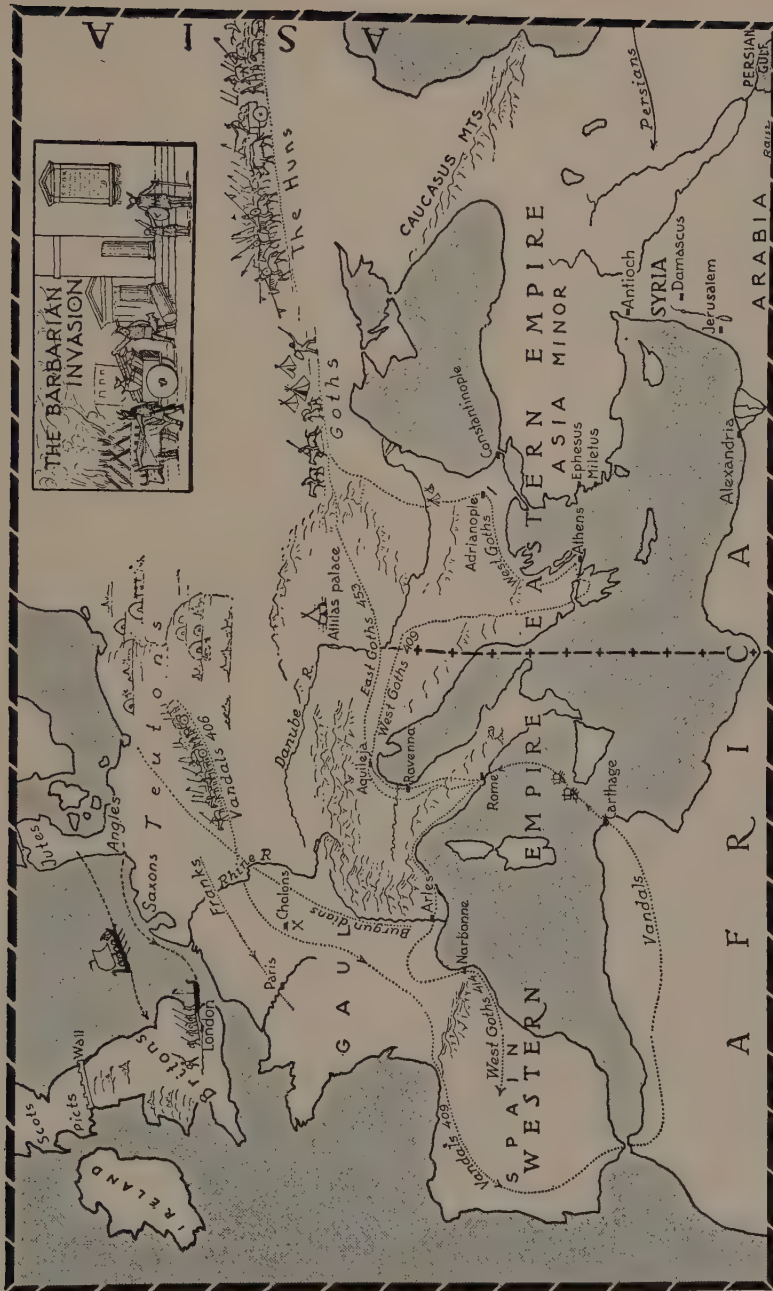 THE BARBARIAN
INVASION
ASIA
Scots
Picts
Wall
IRELAND
Britons
London
Jutes
Angles
Saxons
Teutons
Vandals 406
Franks
Rhine R
Paris
Chalons
X
GAUL
Burgundians
Danube R.
Attilas palace
The Huns
Goths
CAUCASUS MTS
East Goths 453
West Goths 409
Aquileja
Ravenna
Rome
Arles
Narbonne
West Goths 414
Vandals 409
SPAIN
WESTERN EMPIRE
Adrianople
West Goths
Constantinople
EASTERN EMPIRE
ASIA MINOR
Athens
Ephesus
Miletus
Antioch
SYRIA
Damascus
Jerusalem
Persians
PERSIAN
GULF
ARABIA
Alexandria
Carthage
Vandals
AFRICA